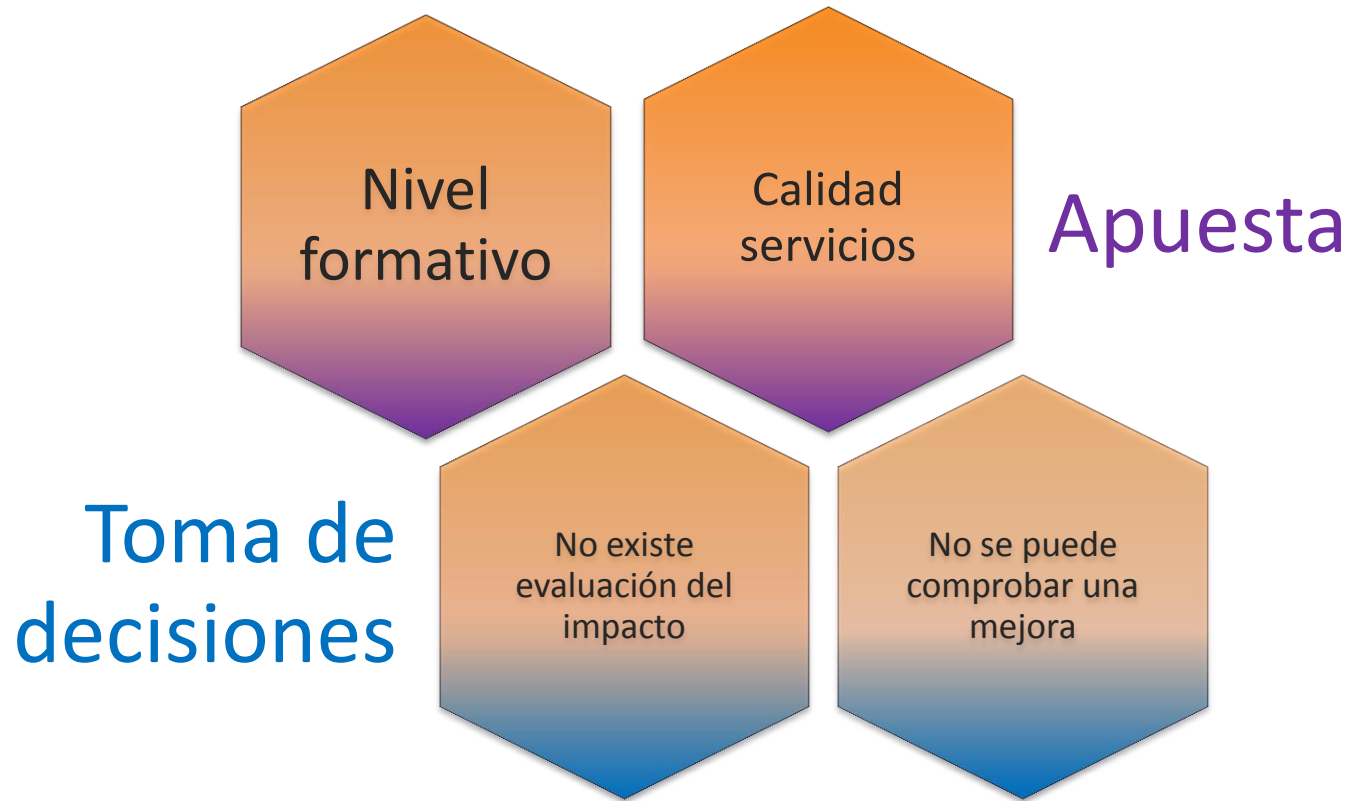 Nivel
formativo
Calidad
servicios
Apuesta
Toma de
decisiones
No existe
evaluación del
impacto
No se puede
comprobar una
mejora